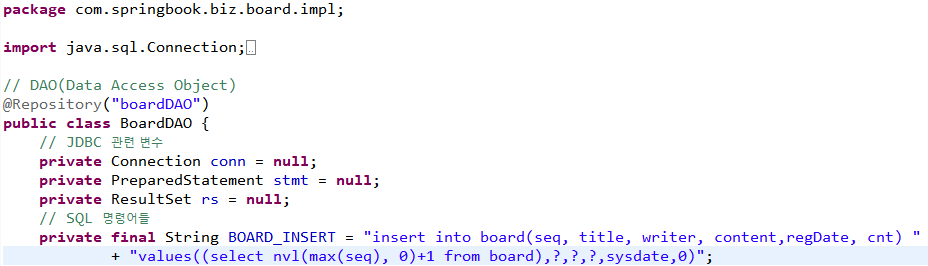 package com.springbook.biz.board.impl;
import java.sql.Connection;
// DAO(Data Access Object)
@Repository("boardDAO")
public class BoardDAO {
// JDBC 관련 변수
private Connection conn = null;
private PreparedStatement stmt = null;
private ResultSet rs = null;
// SQL 명령어들
private final String BOARD_INSERT = "insert into board(seq, title, writer, content,regDate, cnt) "
+ "values((select nvl(max(seq), 0)+1 from board),?,?,?,sysdate,0)";